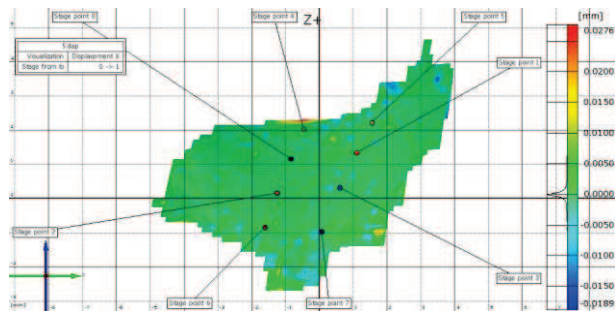 Stage point 0
Stage point 4
Z+
Stage point 5
[mm]
Stage point 1
Visualization Displacement X
Stage from to 0 -> 1
0.0276
0.0200
0.0150
0.0100
0.0050
0.0000
-0.0050
-0.0100
-0.0150
-0.0189
Stage point 2
Stage point 3
Stage point 6
Stage point 7